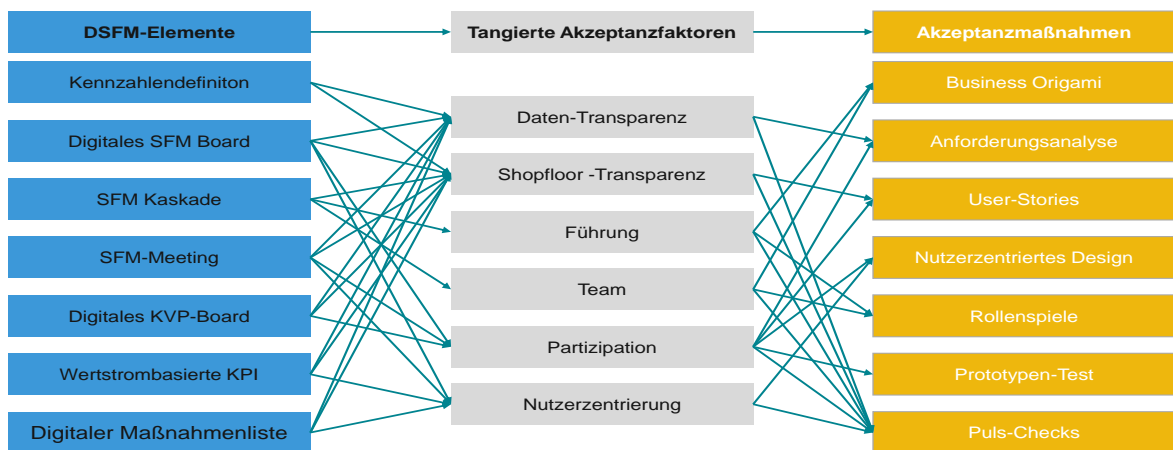 DSFM-Elemente
Tangierte Akzeptanzfaktoren
Akzeptanzmaßnahmen
Kennzahlendefiniton
Digitales SFM Board
SFM Kaskade
SFM-Meeting
Digitales KVP-Board
Wertstrombasierte KPI
Digitaler Maßnahmenliste
Daten-Transparenz
Shopfloor -Transparenz
Führung
Team
Partizipation
Nutzerzentrierung
Business Origami
Anforderungsanalyse
User-Stories
Nutzerzentriertes Design
Rollenspiele
Prototypen-Test
Puls-Checks